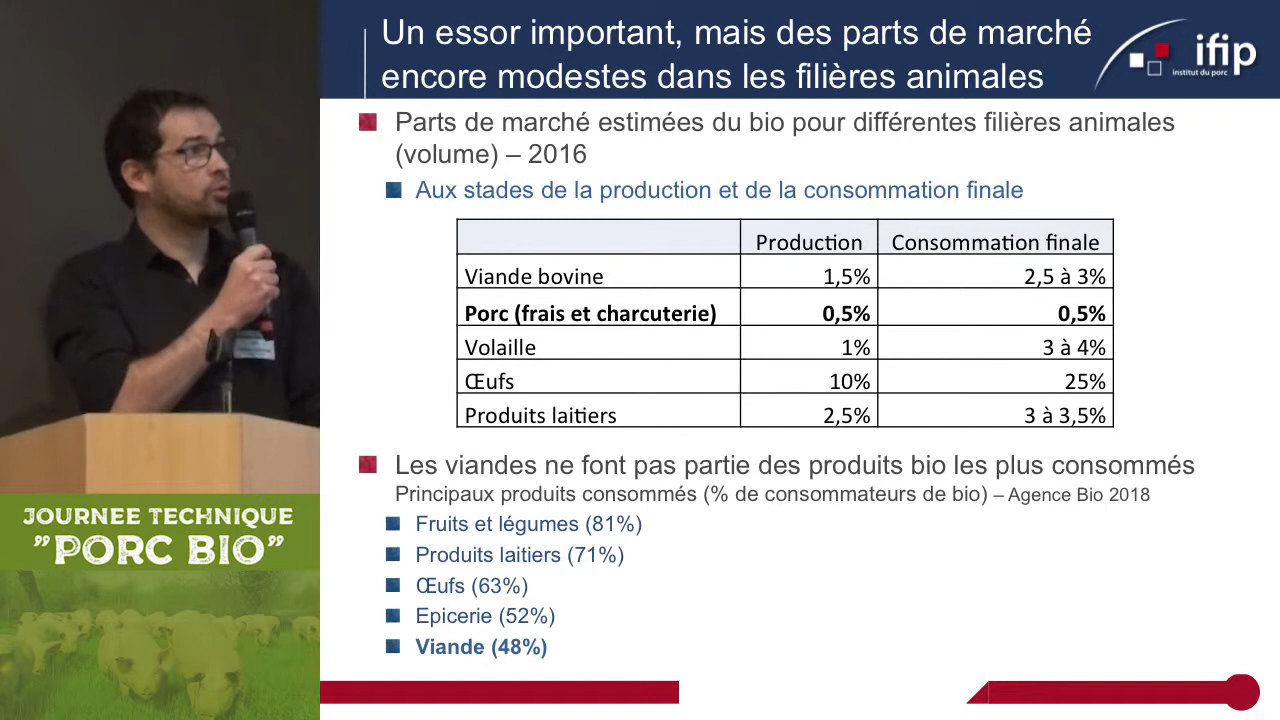 Un essor important, mais des parts de marché
encore modestes dans les filières animales
ifip
institut du porc
Parts de marché estimées du bio pour différentes filières animales
(volume) – 2016
Aux stades de la production et de la consommation finale
Production Consommation finale
Viande bovine 1,5% 2,5 à 3%
Porc (frais et charcuterie) 0,5% 0,5%
Volaille 1% 3 à 4%
Œufs 10% 25%
Produits laitiers 2,5% 3 à 3,5%
Les viandes ne font pas partie des produits bio les plus consommés
Principaux produits consommés (% de consommateurs de bio) – Agence Bio 2018
Fruits et légumes (81%)
Produits laitiers (71%)
Œufs (63%)
Epicerie (52%)
Viande (48%)
JOURNEE TECHNIQUE
"PORC BIO"